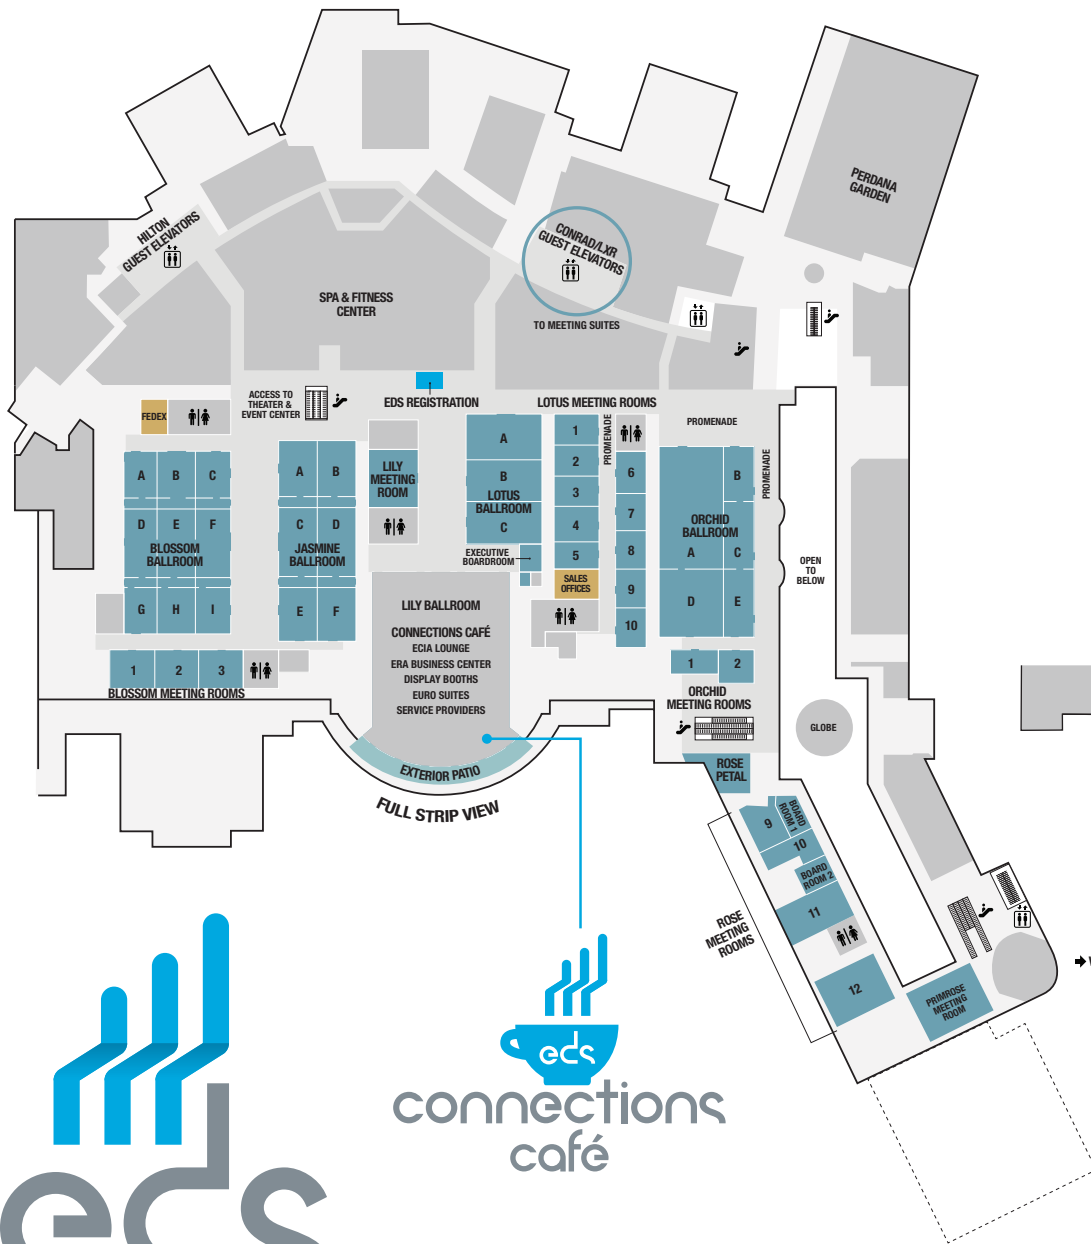 PERDANA
GARDEN
HILTON
GUEST ELEVATORS
CONRAD/LXR
GUEST ELEVATORS
TO MEETING SUITES
SPA & FITNESS
CENTER
ACCESS TO
THEATER &
EVENT CENTER
EDS REGISTRATION
LOTUS MEETING ROOMS
FEDEX
PROMENADE
PROMENADE
PROMENADE
A
B
C
D
E
F
BLOSSOM
BALLROOM
G
H
I
A
B
C
D
JASMINE
BALLROOM
E
F
LILY
MEETING
ROOM
A
B
LOTUS
BALLROOM
C
EXECUTIVE
BOARDROOM
1
2
3
4
5
SALES
OFFICES
6
7
8
9
10
B
ORCHID
BALLROOM
A
C
D
E
OPEN
TO
BELOW
1
2
3
BLOSSOM MEETING ROOMS
LILY BALLROOM
CONNECTIONS CAFÉ
ECIA LOUNGE
ERA BUSINESS CENTER
DISPLAY BOOTHS
EURO SUITES
SERVICE PROVIDERS
EXTERIOR PATIO
FULL STRIP VIEW
1
2
ORCHID
MEETING ROOMS
GLOBE
ROSE
PETAL
9
BOARD
ROOM 1
10
BOARD
ROOM 2
11
12
ROSE
MEETING
ROOMS
PRIMROSE
MEETING
ROOM
eds
connections
café
eds